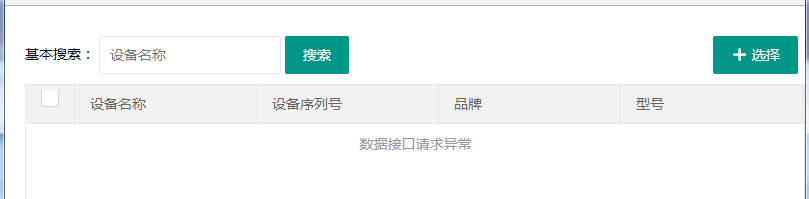 基本搜索： 设备名称 搜索 + 选择
设备名称 设备序列号 品牌 型号
数据接口请求异常